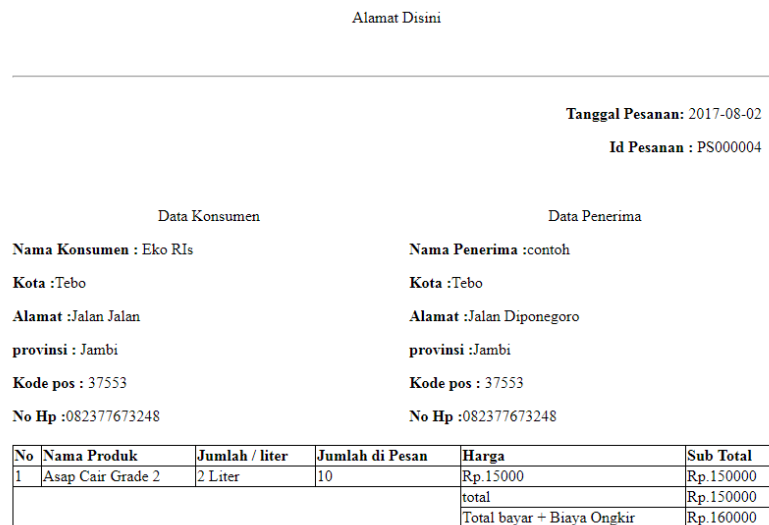 Alamat Disini
Tanggal Pesanan: 2017-08-02
Id Pesanan : PS000004
Data Konsumen Data Penerima
Nama Konsumen : Eko RIs Nama Penerima :contoh
Kota :Tebo Kota :Tebo
Alamat :Jalan Jalan Alamat :Jalan Diponegoro
provinsi : Jambi provinsi :Jambi
Kode pos : 37553 Kode pos : 37553
No Hp :082377673248 No Hp :082377673248
No Nama Produk Jumlah / liter Jumlah di Pesan Harga Sub Total
1 Asap Cair Grade 2 2 Liter 10 Rp.15000 Rp.150000
total Rp.150000
Total bayar + Biaya Ongkir Rp.160000